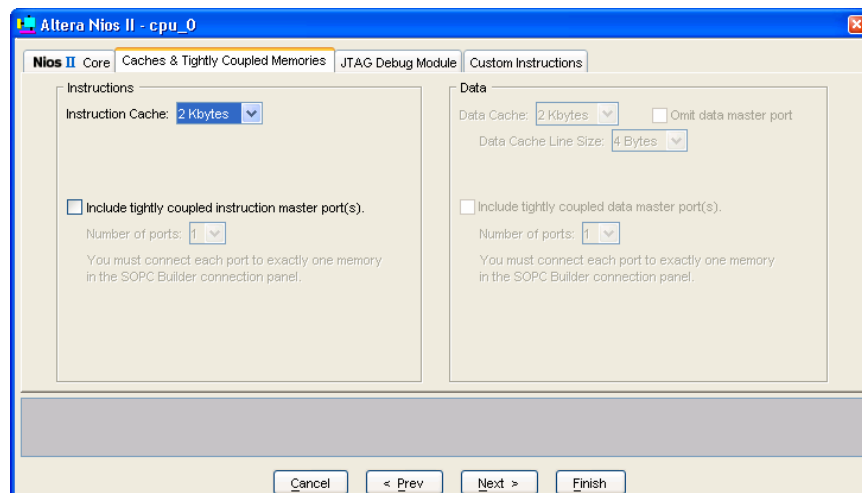 Altera Nios II - cpu_0
Nios II Core
Caches & Tightly Coupled Memories
JTAG Debug Module
Custom Instructions
Instructions
Instruction Cache: 2 Kbytes
Include tightly coupled instruction master port(s).
Number of ports: 1
You must connect each port to exactly one memory
in the SOPC Builder connection panel.
Data
Data Cache: 2 Kbytes
Omit data master port
Data Cache Line Size: 4 Bytes
Include tightly coupled data master port(s).
Number of ports: 1
You must connect each port to exactly one memory
in the SOPC Builder connection panel.
Cancel
< Prev
Next >
Finish